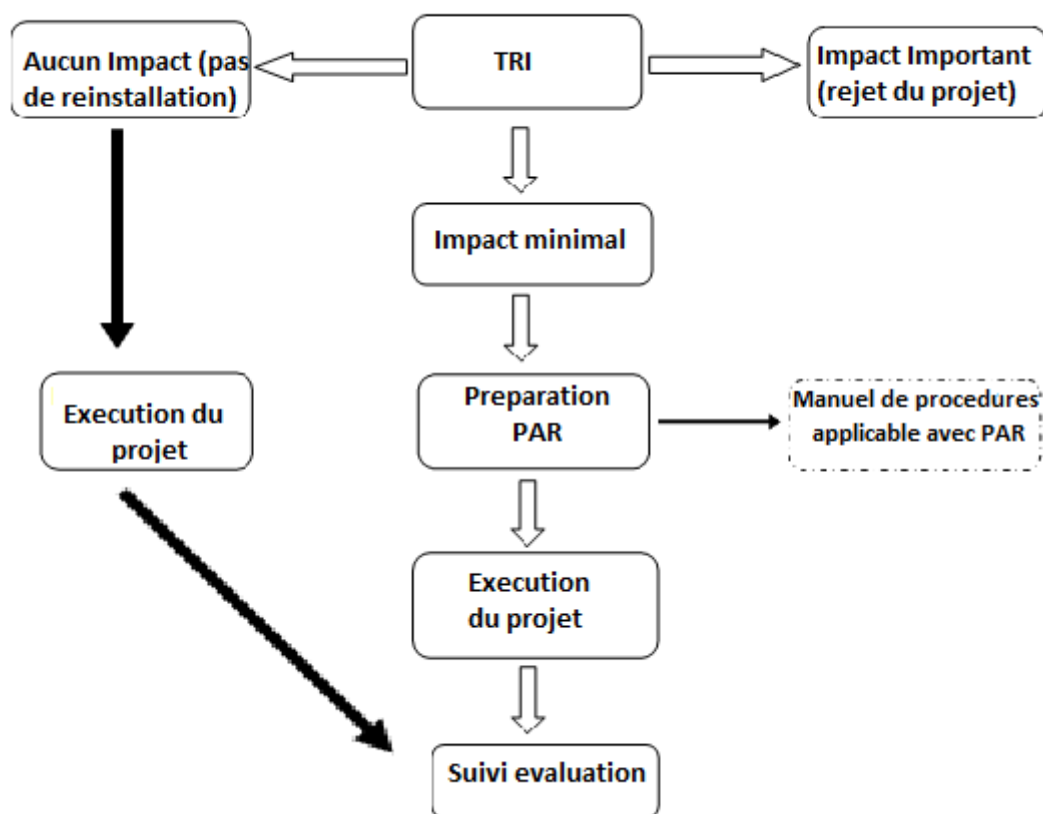 Aucun Impact (pas
de reinstallation)
TRI
Impact Important
(rejet du projet)
Impact minimal
Execution du
projet
Preparation
PAR
Manuel de procedures
applicable avec PAR
Execution
du projet
Suivi evaluation